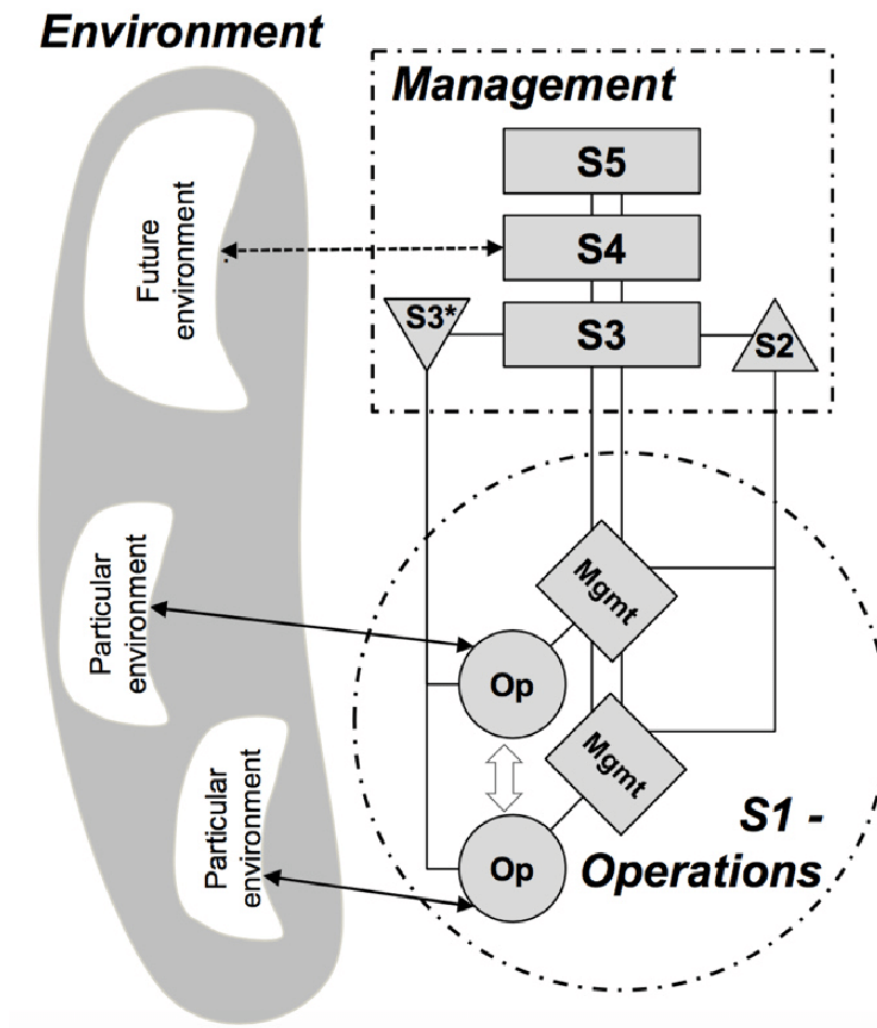 Environment
Management
S5
S4
S3
S3*
S2
Future
environment
Particular
environment
Particular
environment
Mgmt
Op
Mgmt
Op
S1 -
Operations